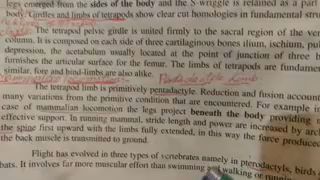 legs emerged from the sides of the body and the S-wriggle is retained as a part
body. Girdles and limbs of tetrapods show clear cut homologies in fundamental struc
similar.
The tetrapod pelvic girdle is united firmly to the sacral region of the ver
column. It is composed on each side of three cartilaginous bones ilium, ischium, pul
depression, the acetabulum usually located at the point of junction of three b
furnishes the articular surface for femur. The limbs of tetrapods are fundamen
similar, fore and hind-limbs are also alike.
Pentadactyle Limb
The tetrapod limb is primitively pentadactyle. Reduction and fusion account
many variations from the primitive condition that are encountered. For example in
case of mammalian locomotion the legs project beneath the body providing m
effective support. In running mammal, stride length and power are increased by arch
the spine first upward with the limbs fully extended, in this way the force produced
the back muscle is transmitted to ground.
Flight has evolved in three types of vertebrates namely in pterodactyls, birds a
bats. It involves far more muscular effort than swimming or walking or running